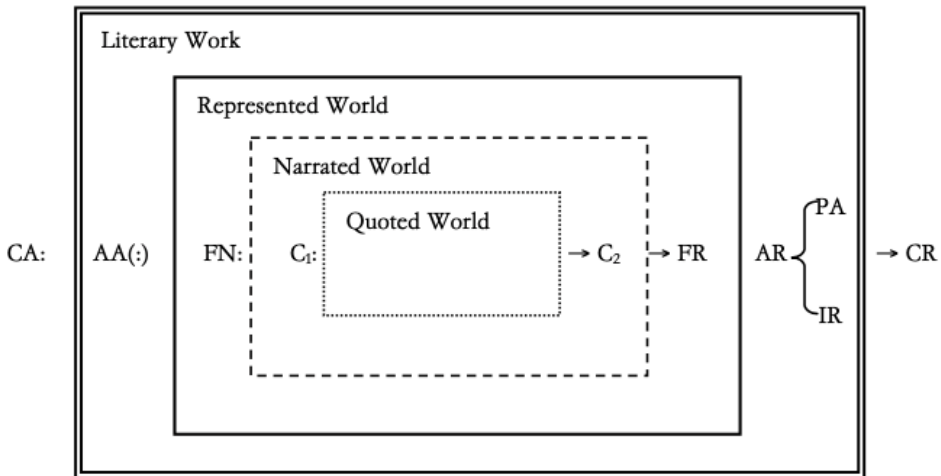 Literary Work
Represented World
Narrated World
Quoted World
PA
CA: AA(:) FN: C₁: → C₂ → FR AR → CR
IR